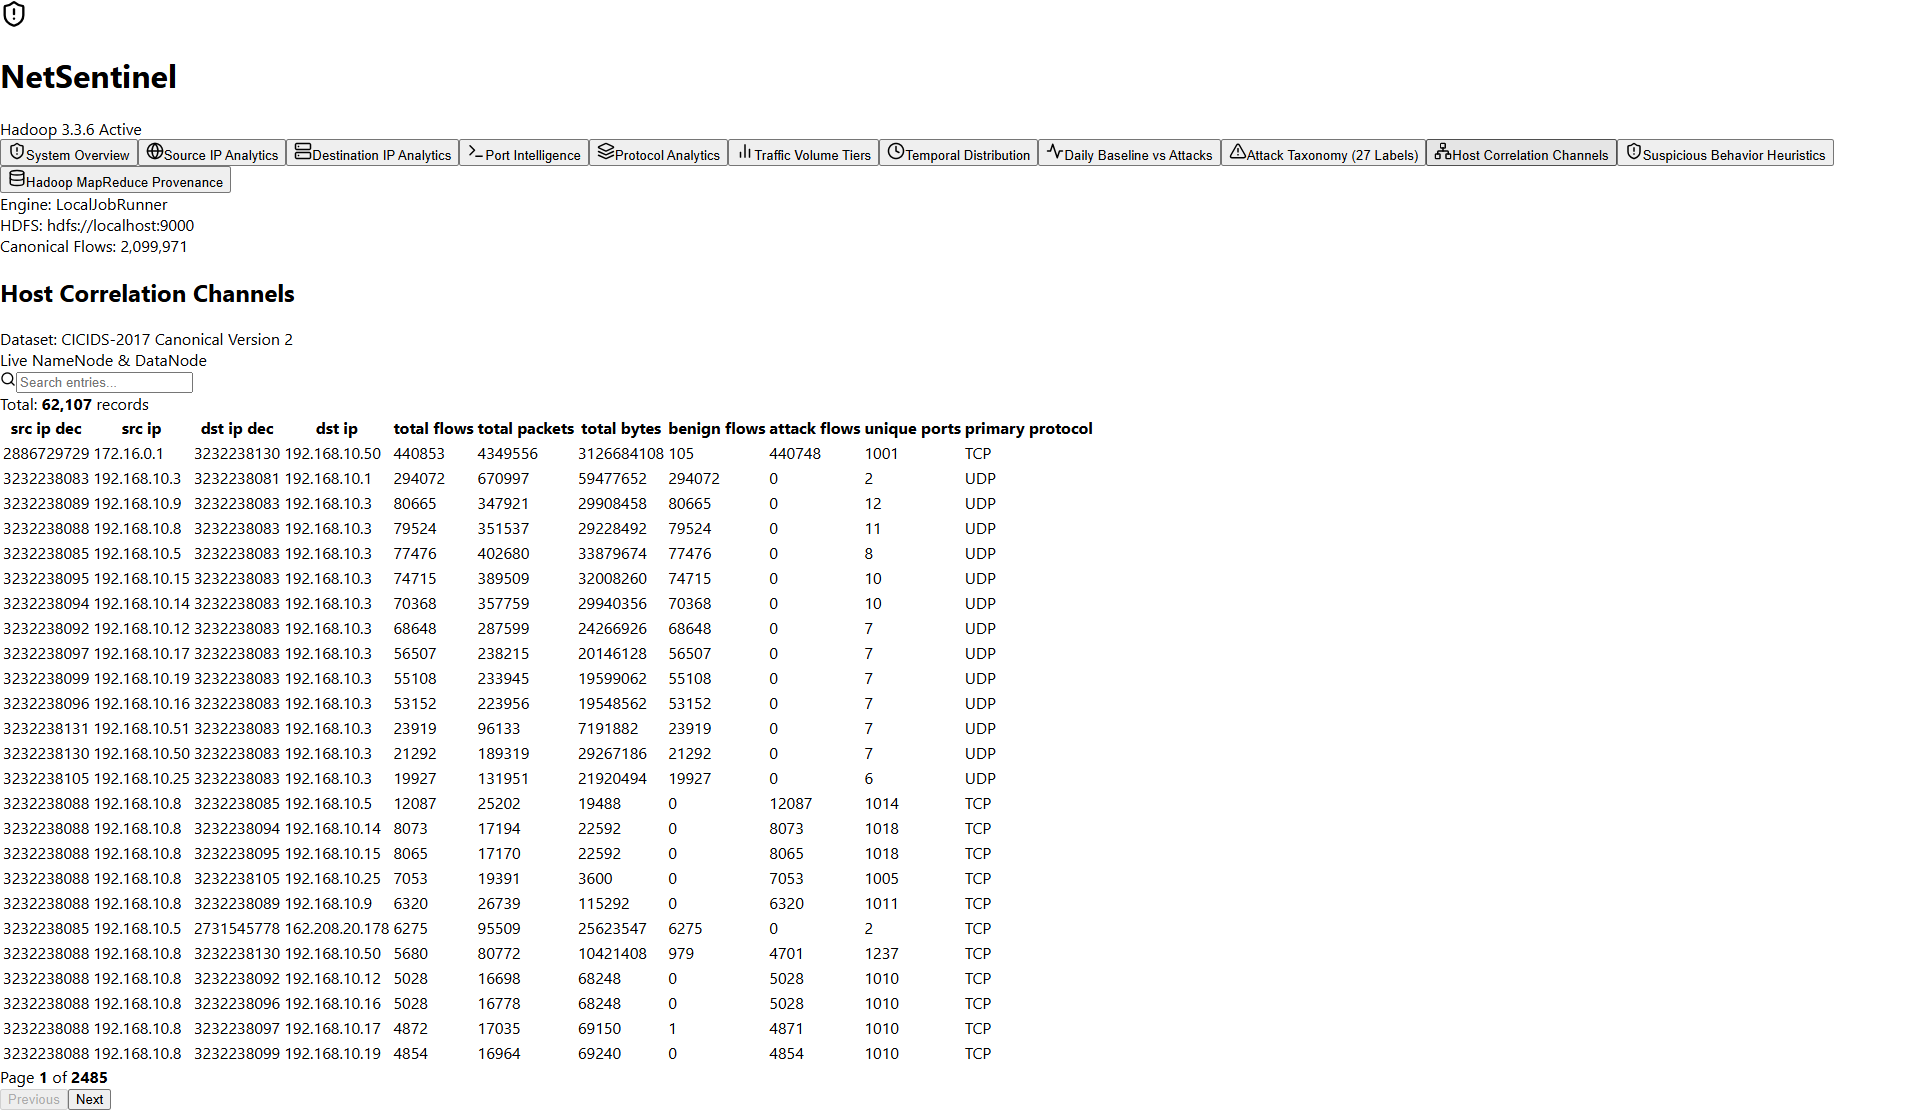 NetSentinel
Hadoop 3.3.6 Active
System Overview Source IP Analytics Destination IP Analytics Port Intelligence Protocol Analytics Traffic Volume Tiers Temporal Distribution Daily Baseline vs Attacks Attack Taxonomy (27 Labels) Host Correlation Channels Suspicious Behavior Heuristics
Hadoop MapReduce Provenance
Engine: LocalJobRunner
HDFS: hdfs://localhost:9000
Canonical Flows: 2,099,971
Host Correlation Channels
Dataset: CICIDS-2017 Canonical Version 2
Live NameNode & DataNode
Search entries...
Total: 62,107 records
src ip dec src ip dst ip dec dst ip total flows total packets total bytes benign flows attack flows unique ports primary protocol
2886729729 172.16.0.1 3232238130 192.168.10.50 440853 4349556 3126684108 105 440748 1001 TCP
3232238083 192.168.10.3 3232238081 192.168.10.1 294072 670997 59477652 294072 0 2 UDP
3232238089 192.168.10.9 3232238083 192.168.10.3 80665 347921 29908458 80665 0 12 UDP
3232238088 192.168.10.8 3232238083 192.168.10.3 79524 351537 29228492 79524 0 11 UDP
3232238085 192.168.10.5 3232238083 192.168.10.3 77476 402680 33879674 77476 0 8 UDP
3232238095 192.168.10.15 3232238083 192.168.10.3 74715 389509 32008260 74715 0 10 UDP
3232238094 192.168.10.14 3232238083 192.168.10.3 70368 357759 29940356 70368 0 10 UDP
3232238092 192.168.10.12 3232238083 192.168.10.3 68648 287599 24266926 68648 0 7 UDP
3232238097 192.168.10.17 3232238083 192.168.10.3 56507 238215 20146128 56507 0 7 UDP
3232238099 192.168.10.19 3232238083 192.168.10.3 55108 233945 19599062 55108 0 7 UDP
3232238096 192.168.10.16 3232238083 192.168.10.3 53152 223956 19548562 53152 0 7 UDP
3232238131 192.168.10.51 3232238083 192.168.10.3 23919 96133 7191882 23919 0 7 UDP
3232238130 192.168.10.50 3232238083 192.168.10.3 21292 189319 29267186 21292 0 7 UDP
3232238105 192.168.10.25 3232238083 192.168.10.3 19927 131951 21920494 19927 0 6 UDP
3232238088 192.168.10.8 3232238085 192.168.10.5 12087 25202 19488 0 12087 1014 TCP
3232238088 192.168.10.8 3232238094 192.168.10.14 8073 17194 22592 0 8073 1018 TCP
3232238088 192.168.10.8 3232238095 192.168.10.15 8065 17170 22592 0 8065 1018 TCP
3232238088 192.168.10.8 3232238105 192.168.10.25 7053 19391 3600 0 7053 1005 TCP
3232238088 192.168.10.8 3232238089 192.168.10.9 6320 26739 115292 0 6320 1011 TCP
3232238085 192.168.10.5 2731545778 162.208.20.178 6275 95509 25623547 6275 0 2 TCP
3232238088 192.168.10.8 3232238130 192.168.10.50 5680 80772 10421408 979 4701 1237 TCP
3232238088 192.168.10.8 3232238092 192.168.10.12 5028 16698 68248 0 5028 1010 TCP
3232238088 192.168.10.8 3232238096 192.168.10.16 5028 16778 68248 0 5028 1010 TCP
3232238088 192.168.10.8 3232238097 192.168.10.17 4872 17035 69150 1 4871 1010 TCP
3232238088 192.168.10.8 3232238099 192.168.10.19 4854 16964 69240 0 4854 1010 TCP
Page 1 of 2485
Previous Next